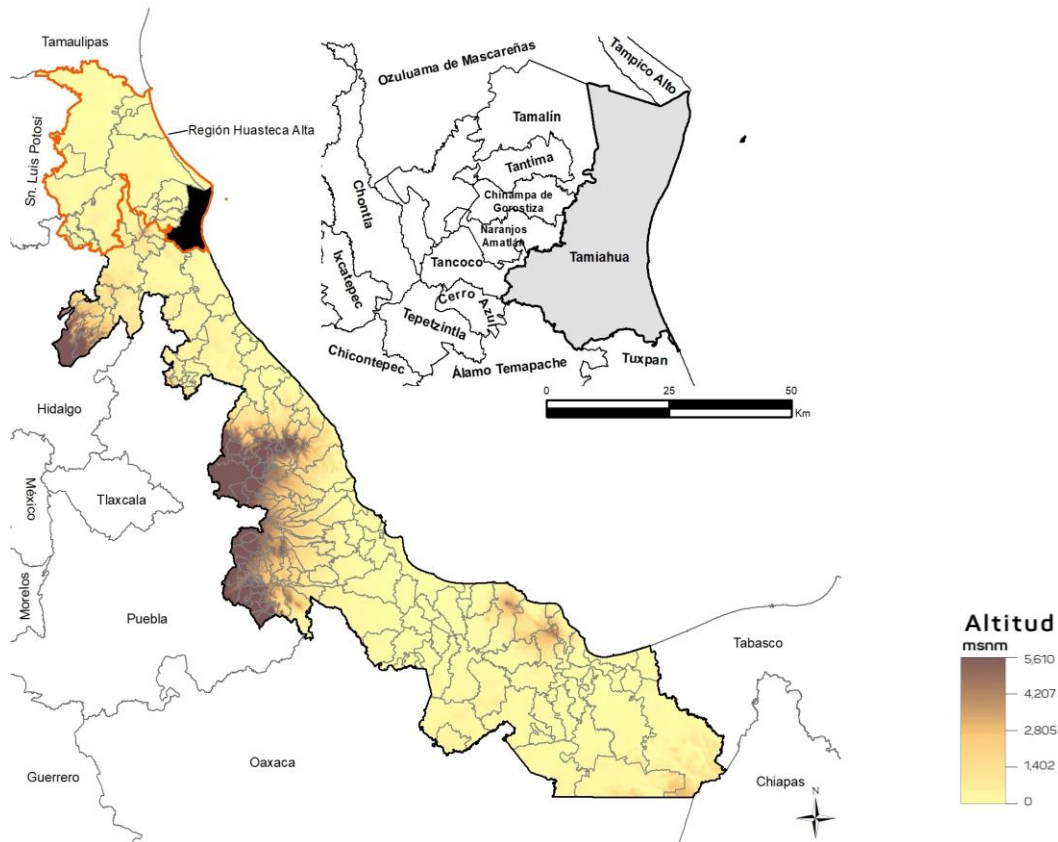 Tamaulipas
Sn. Luis Potosí
Región Huasteca Alta
Ozuluama de Mascareñas
Tampico Alto
Tamalín
Tantima
Chontla
Chinampa de
Gorostiza
Naranjos
Amatlán
Tamiahua
Tancoco
Ixcatepec
Cerro Azul
Tepetzintla
Chicontepec
Álamo Temapache
Tuxpan
0 25 50
Km
Hidalgo
México
Tlaxcala
Morelos
Puebla
Guerrero
Oaxaca
Tabasco
Chiapas
N
Altitud
msnm
5,610
4,207
2,805
1402
0